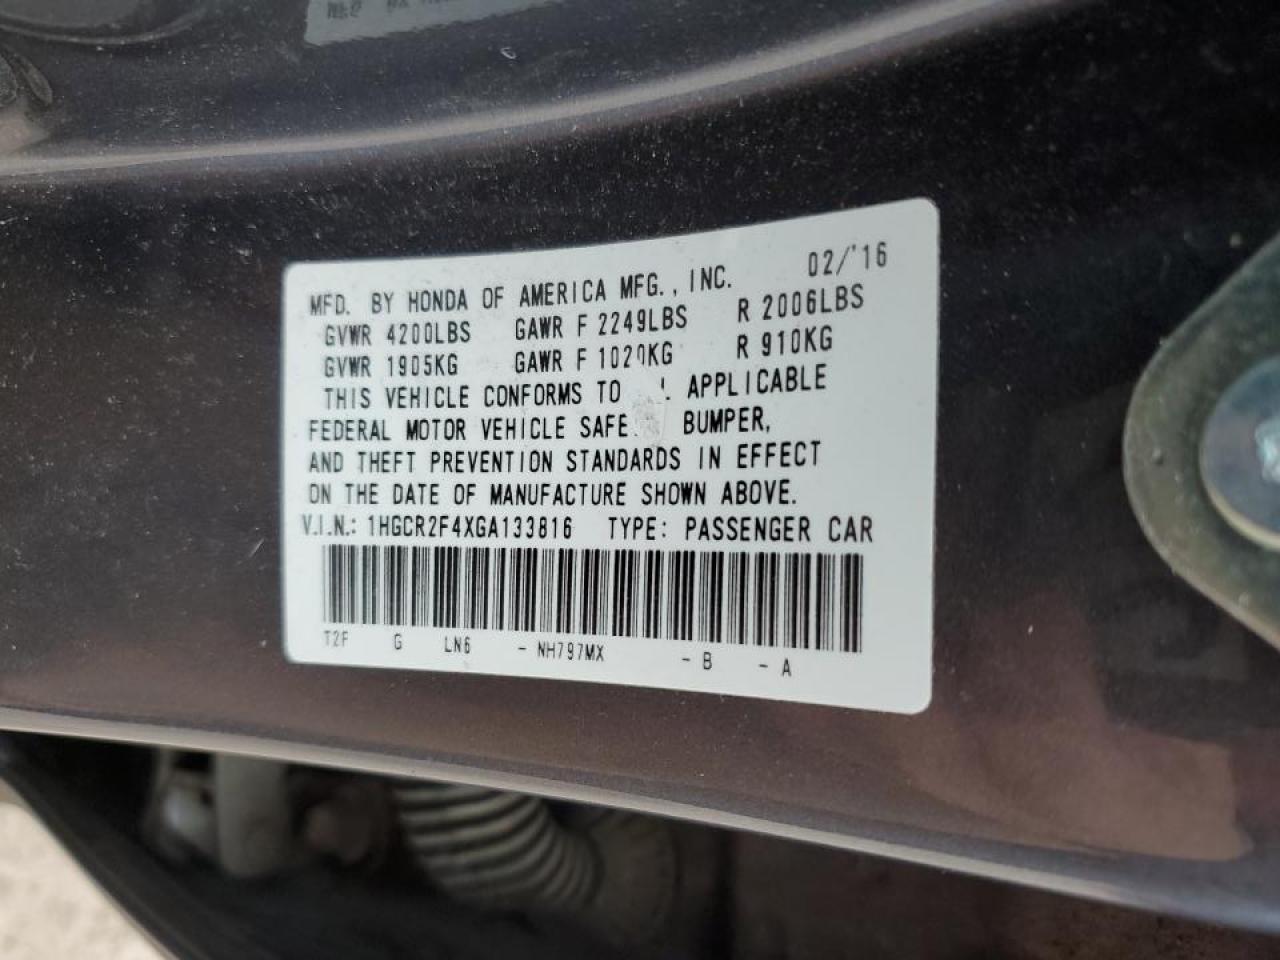 MFD. BY HONDA OF AMERICA MFG., INC. 02/'16
GVWR 4200LBS GAWR F 2249LBS R 2006LBS
GVWR 1905KG GAWR F 1020KG R 910KG
THIS VEHICLE CONFORMS TO APPLICABLE
FEDERAL MOTOR VEHICLE SAFE BUMPER,
AND THEFT PREVENTION STANDARDS IN EFFECT
ON THE DATE OF MANUFACTURE SHOWN ABOVE.
V.I.N.: 1HGCR2F4XGA133816 TYPE: PASSENGER CAR
T2F G LN6 - NH797MX - B - A